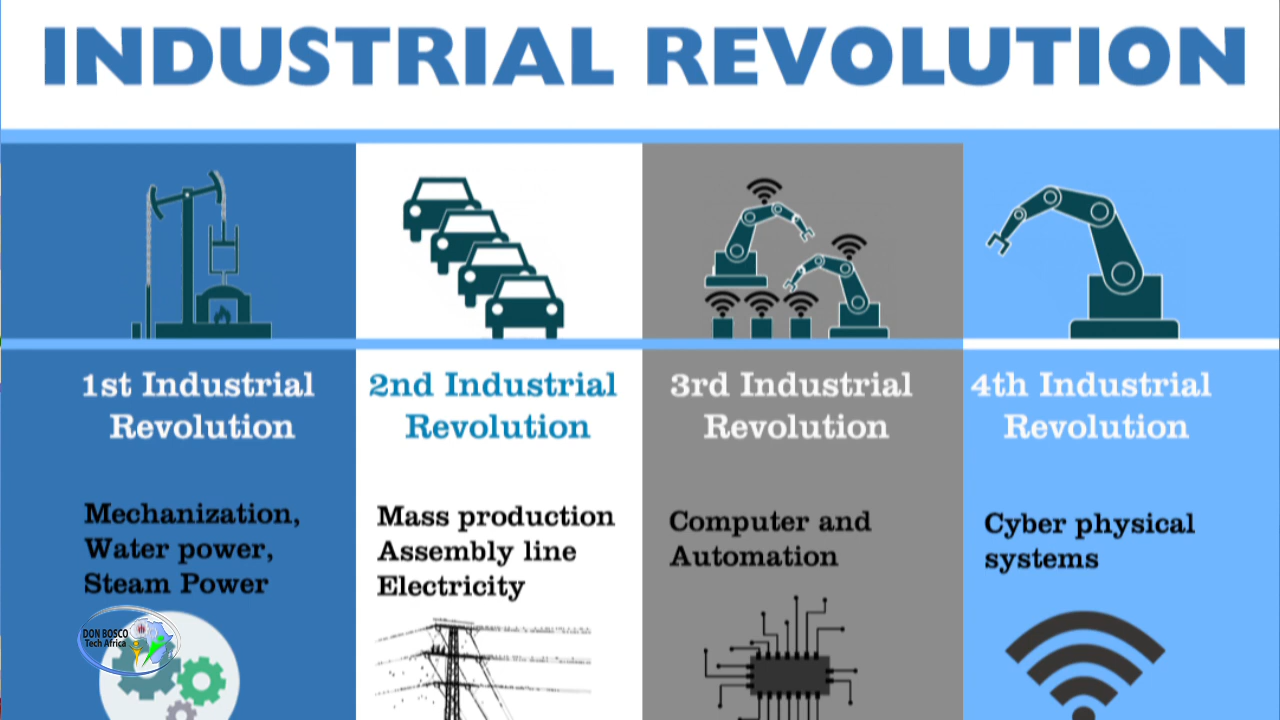 INDUSTRIAL REVOLUTION
1st Industrial
Revolution
2nd Industrial
Revolution
3rd Industrial
Revolution
4th Industrial
Revolution
Mechanization,
Water power,
Steam Power
Mass production
Assembly line
Electricity
Computer and
Automation
Cyber physical
systems
DON BOSCO
Tech Africa